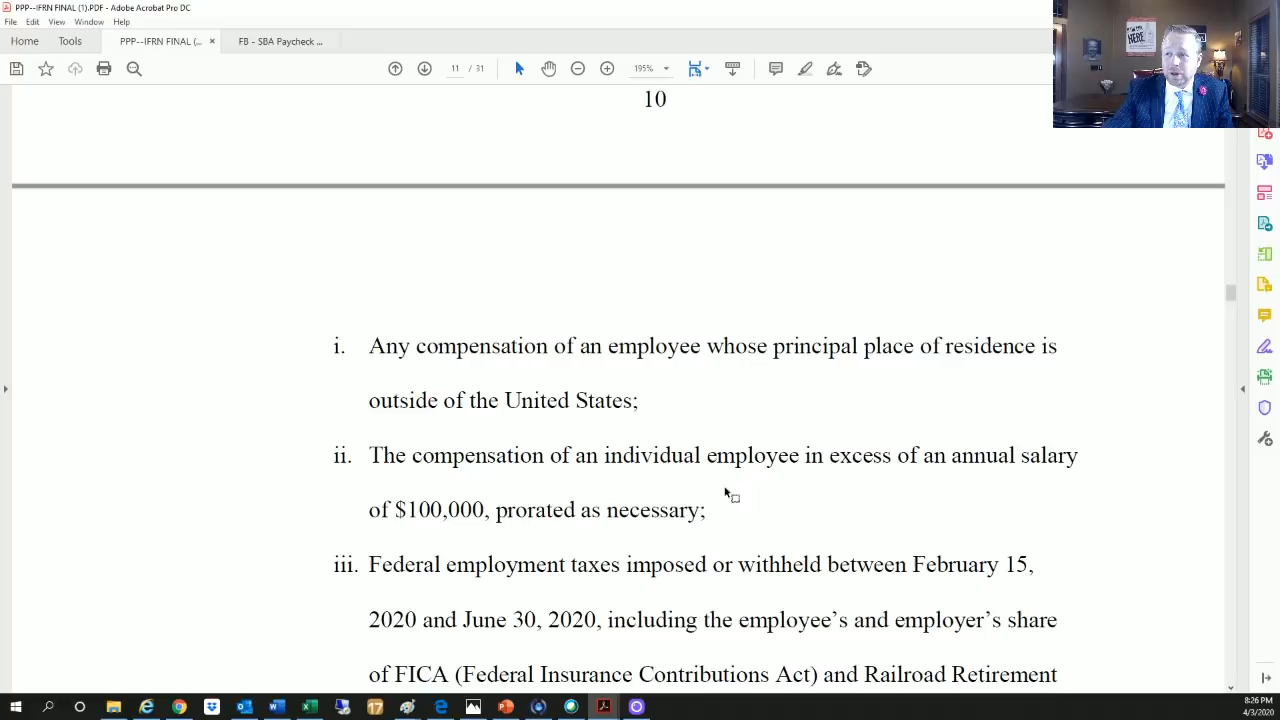 PPP--IFRN FINAL (1).PDF - Adobe Acrobat Pro DC
File Edit View Window Help
Home Tools PPP--IFRN FINAL (... × FB - SBA Paycheck ...
11 / 31 195%
10
i. Any compensation of an employee whose principal place of residence is
outside of the United States;
ii. The compensation of an individual employee in excess of an annual salary
of $100,000, prorated as necessary;
iii. Federal employment taxes imposed or withheld between February 15,
2020 and June 30, 2020, including the employee’s and employer’s share
of FICA (Federal Insurance Contributions Act) and Railroad Retirement
17
8:26 PM
4/3/2020